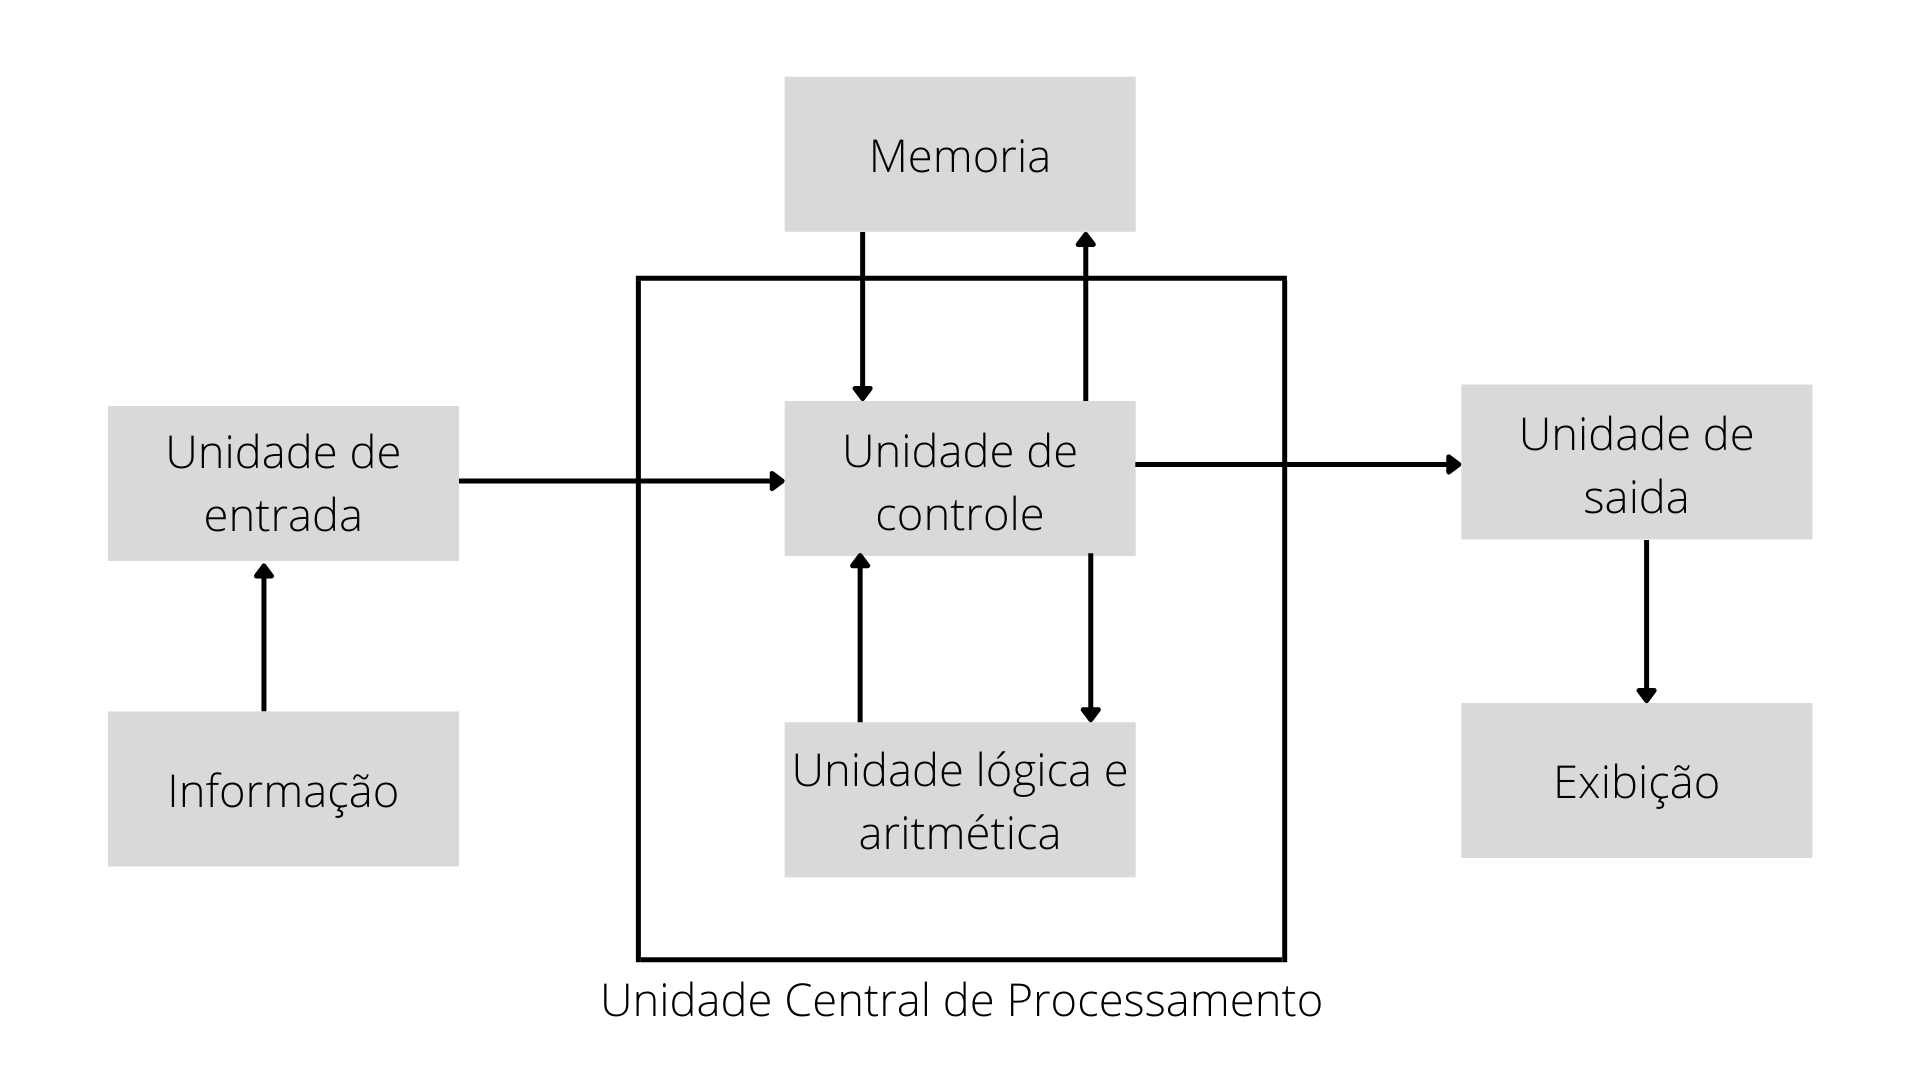 Memoria
Unidade de
entrada
Unidade de
controle
Unidade de
saida
Informação
Unidade lógica e
aritmética
Exibição
Unidade Central de Processamento